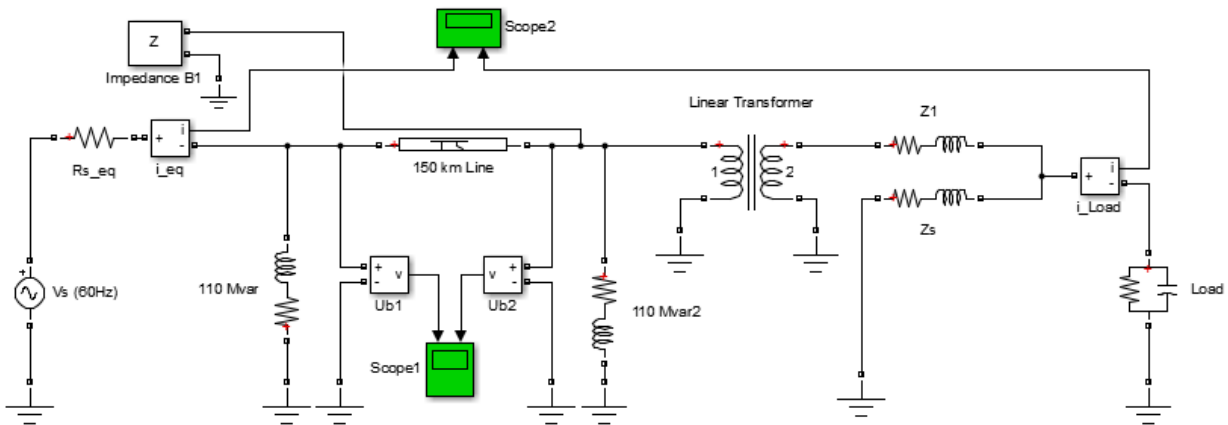 Scope2
Z
Impedance B1
Linear Transformer
Z1
+
i
-
Rs_eq
i_eq
150 km Line
1
2
+
i
-
i_Load
Zs
+
Vs (60Hz)
110 Mvar
+
-
v
Ub1
v
+
-
Ub2
110 Mvar2
Load
Scope1